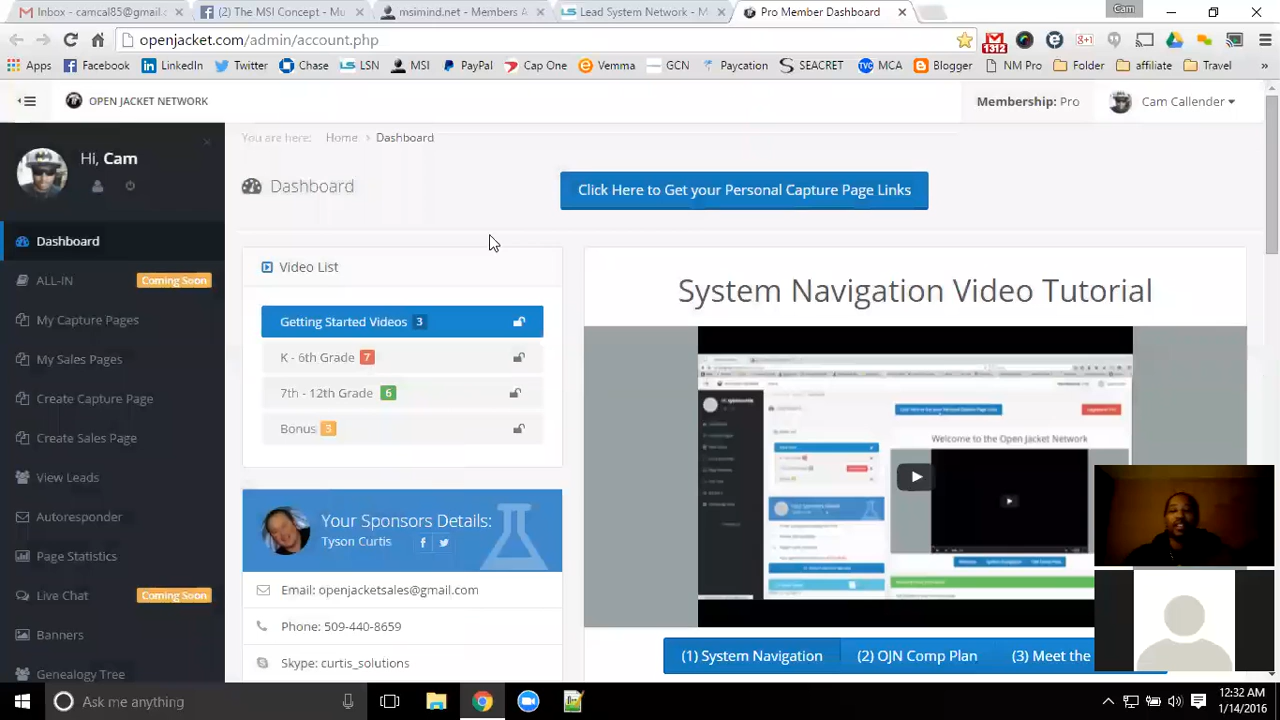 Inbox - camcal85@gmail.c
(2) The MSI Concept - Mu
msimind.net - Members A
Lead System Network - M
Pro Member Dashboard
Cam
openjacket.com/admin/account.php
1312
Apps
Facebook
LinkedIn
Twitter
Chase
LSN
MSI
PayPal
Cap One
Vemma
GCN
Paycation
SEACRET
MCA
Blogger
NM Pro
Folder
affiliate
Travel
»
OPEN JACKET NETWORK
Membership: Pro
Cam Callender
You are here: Home > Dashboard
Hi, Cam
Dashboard
Click Here to Get your Personal Capture Page Links
Dashboard
ALL-IN Coming Soon
My Capture Pages
My Sales Pages
Create Capture Page
Create Sales Page
View Leads
Autoresponder
Page Statistics
Live Chat Coming Soon
Banners
Genealogy Tree
Video List
Getting Started Videos 3
K - 6th Grade 7
7th - 12th Grade 6
Bonus 3
Your Sponsors Details:
Tyson Curtis
Email: openjacketsales@gmail.com
Phone: 509-440-8659
Skype: curtis_solutions
System Navigation Video Tutorial
Welcome to the Open Jacket Network
(1) System Navigation
(2) OJN Comp Plan
(3) Meet the
Ask me anything
12:32 AM
1/14/2016